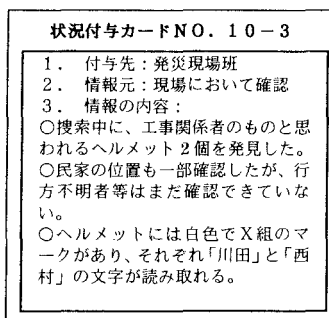 状況付与カードNO．10－3
1． 付与先：発災現場班
2． 情報元：現場において確認
3． 情報の内容：
○捜索中に、工事関係者のものと思
われるヘルメット2個を発見した。
○民家の位置も一部確認したが、行
方不明者等はまだ確認できていな
い。
○ヘルメットには白色でX組のマ
ークがあり、それぞれ「川田」と「西
村」の文字が読み取れる。